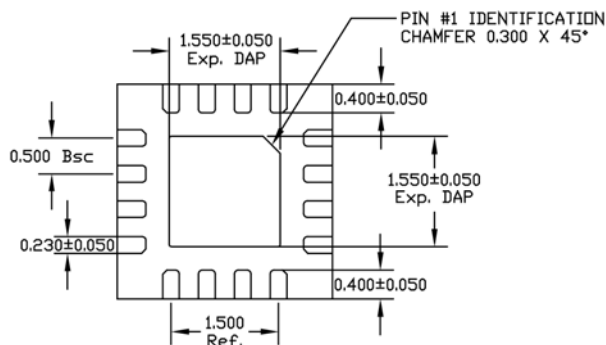 PIN #1 IDENTIFICATION
CHAMFER 0.300 X 45°
1.550±0.050
Exp. DAP
0.400±0.050
0.500 Bsc
1.550±0.050
Exp. DAP
0.230±0.050
0.400±0.050
1.500
Ref.